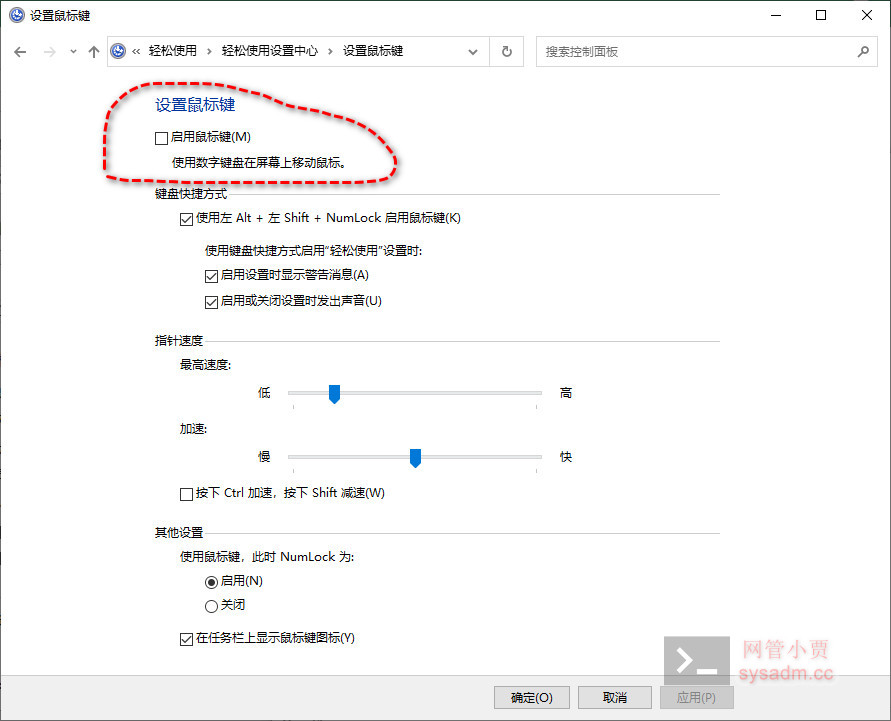 设置鼠标键
« 轻松使用 › 轻松使用设置中心 › 设置鼠标键
搜索控制面板
设置鼠标键
启用鼠标键(M)
使用数字键盘在屏幕上移动鼠标。
键盘快捷方式
使用左 Alt + 左 Shift + NumLock 启用鼠标键(K)
使用键盘快捷方式启用“轻松使用”设置时:
启用设置时显示警告消息(A)
启用或关闭设置时发出声音(U)
指针速度
最高速度:
低 高
加速:
慢 快
按下 Ctrl 加速，按下 Shift 减速(W)
其他设置
使用鼠标键，此时 NumLock 为:
启用(N)
关闭
在任务栏上显示鼠标键图标(Y)
网管小贾
sysadm.cc
确定(O) 取消 应用(P)